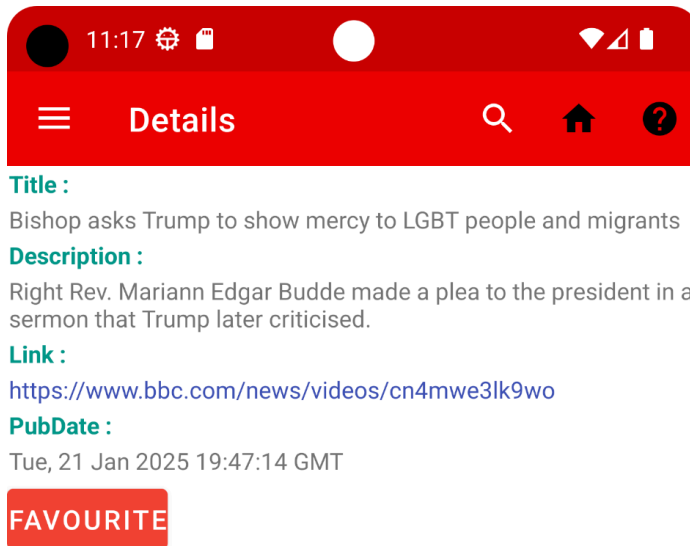 11:17
Details
Title :
Bishop asks Trump to show mercy to LGBT people and migrants
Description :
Right Rev. Mariann Edgar Budde made a plea to the president in a
sermon that Trump later criticised.
Link :
https://www.bbc.com/news/videos/cn4mwe3lk9wo
PubDate :
Tue, 21 Jan 2025 19:47:14 GMT
FAVOURITE